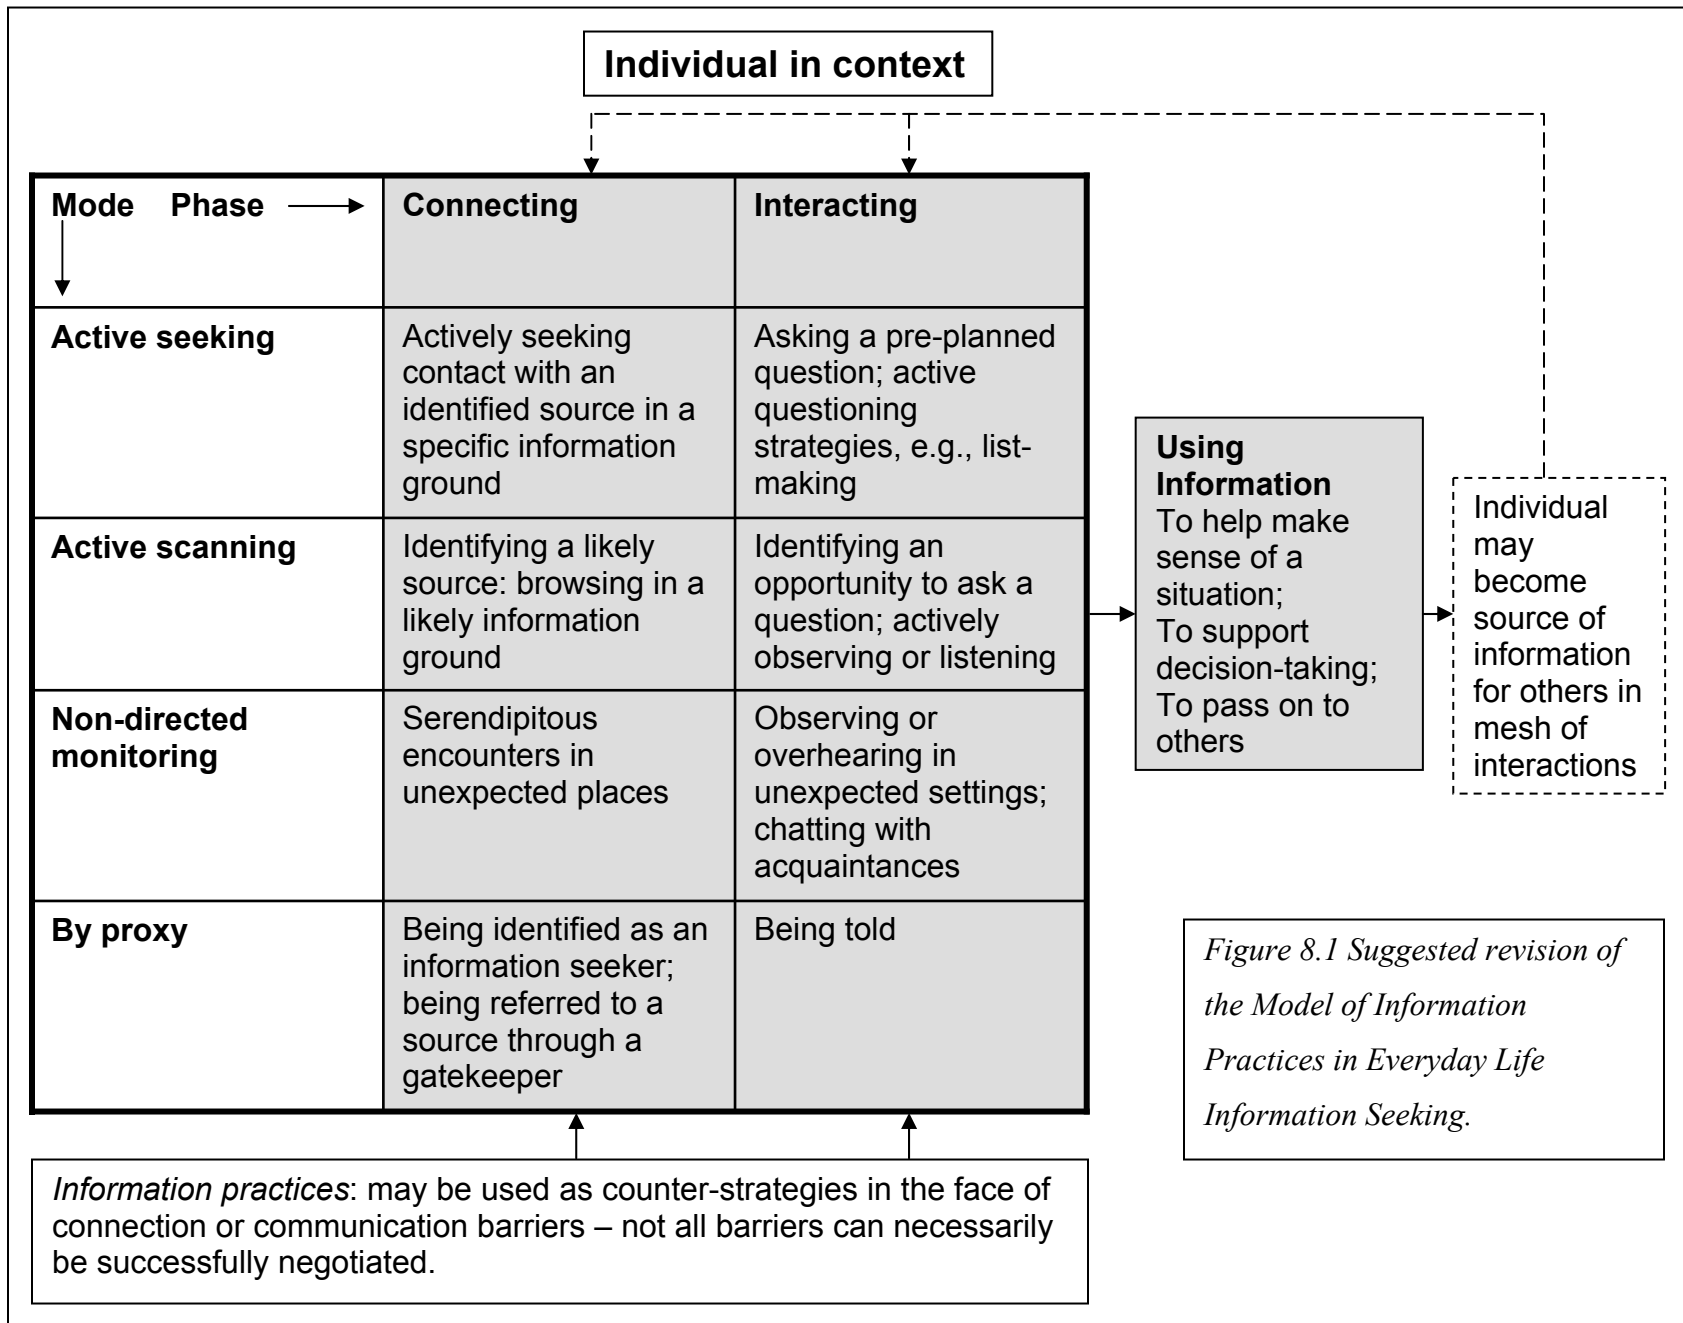 Individual in context
Mode Phase
Connecting
Interacting
Active seeking
Actively seeking
contact with an
identified source in a
specific information
ground
Asking a pre-planned
question; active
questioning
strategies, e.g., list-
making
Active scanning
Identifying a likely
source: browsing in a
likely information
ground
Identifying an
opportunity to ask a
question; actively
observing or listening
Non-directed
monitoring
Serendipitous
encounters in
unexpected places
Observing or
overhearing in
unexpected settings;
chatting with
acquaintances
By proxy
Being identified as an
information seeker;
being referred to a
source through a
gatekeeper
Being told
Using
Information
To help make
sense of a
situation;
To support
decision-taking;
To pass on to
others
Individual
may
become
source of
information
for others in
mesh of
interactions
Information practices: may be used as counter-strategies in the face of
connection or communication barriers – not all barriers can necessarily
be successfully negotiated.
Figure 8.1 Suggested revision of
the Model of Information
Practices in Everyday Life
Information Seeking.